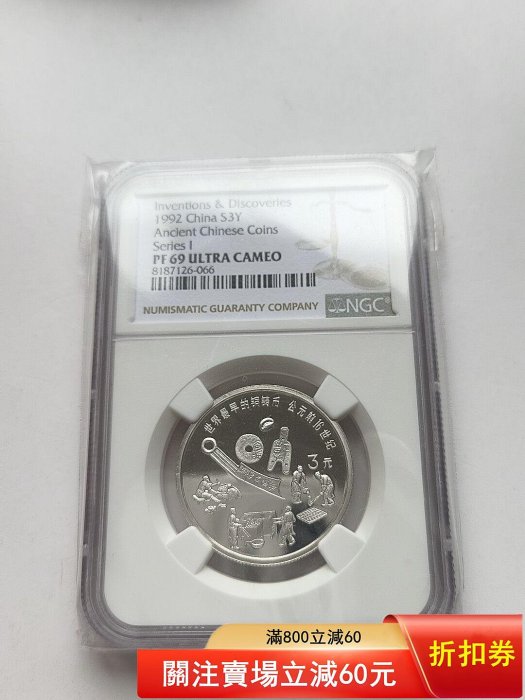 Inventions & Discoveries
1992 China S3Y
Ancient Chinese Coins
Series I
PF 69 ULTRA CAMEO
8187126-066
NUMISMATIC GUARANTY COMPANY
NGC
世界最早的铜铸币 公元前16世纪
3元
滿800立減60
關注賣場立減60元
折扣券